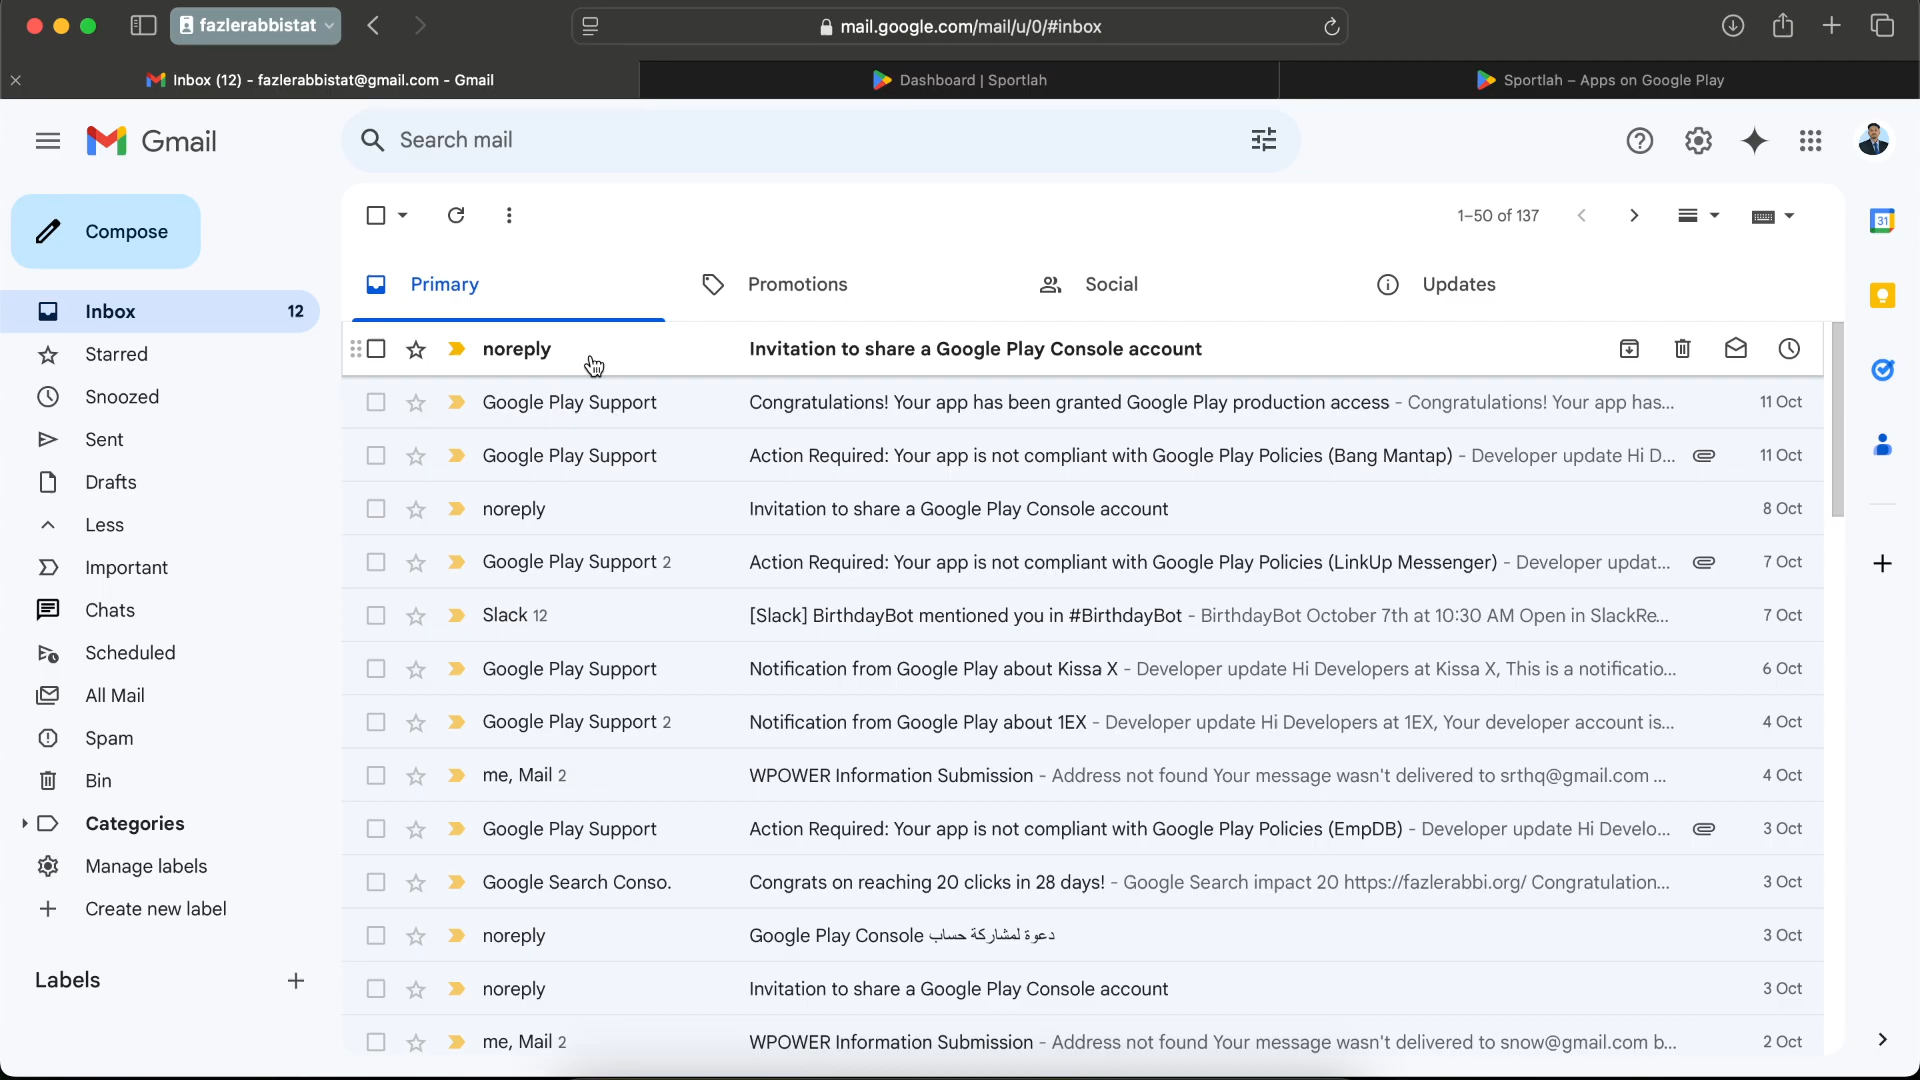 fazlerabbistat
mail.google.com/mail/u/0/#inbox
Inbox (12) - fazlerabbistat@gmail.com - Gmail
Dashboard | Sportlah
Sportlah – Apps on Google Play
Gmail
Search mail
Compose
1–50 of 137
Primary
Promotions
Social
Updates
Inbox 12
Starred
Snoozed
Sent
Drafts
Less
Important
Chats
Scheduled
All Mail
Spam
Bin
Categories
Manage labels
Create new label
Labels
noreply Invitation to share a Google Play Console account
Google Play Support Congratulations! Your app has been granted Google Play production access - Congratulations! Your app has... 11 Oct
Google Play Support Action Required: Your app is not compliant with Google Play Policies (Bang Mantap) - Developer update Hi D... 11 Oct
noreply Invitation to share a Google Play Console account 8 Oct
Google Play Support 2 Action Required: Your app is not compliant with Google Play Policies (LinkUp Messenger) - Developer updat... 7 Oct
Slack 12 [Slack] BirthdayBot mentioned you in #BirthdayBot - BirthdayBot October 7th at 10:30 AM Open in SlackRe... 7 Oct
Google Play Support Notification from Google Play about Kissa X - Developer update Hi Developers at Kissa X, This is a notificatio... 6 Oct
Google Play Support 2 Notification from Google Play about 1EX - Developer update Hi Developers at 1EX, Your developer account is... 4 Oct
me, Mail 2 WPOWER Information Submission - Address not found Your message wasn't delivered to srthq@gmail.com ... 4 Oct
Google Play Support Action Required: Your app is not compliant with Google Play Policies (EmpDB) - Developer update Hi Develo... 3 Oct
Google Search Conso. Congrats on reaching 20 clicks in 28 days! - Google Search impact 20 https://fazlerabbi.org/ Congratulation... 3 Oct
noreply Google Play Console دعوة لمشاركة حساب 3 Oct
noreply Invitation to share a Google Play Console account 3 Oct
me, Mail 2 WPOWER Information Submission - Address not found Your message wasn't delivered to snow@gmail.com b... 2 Oct
31